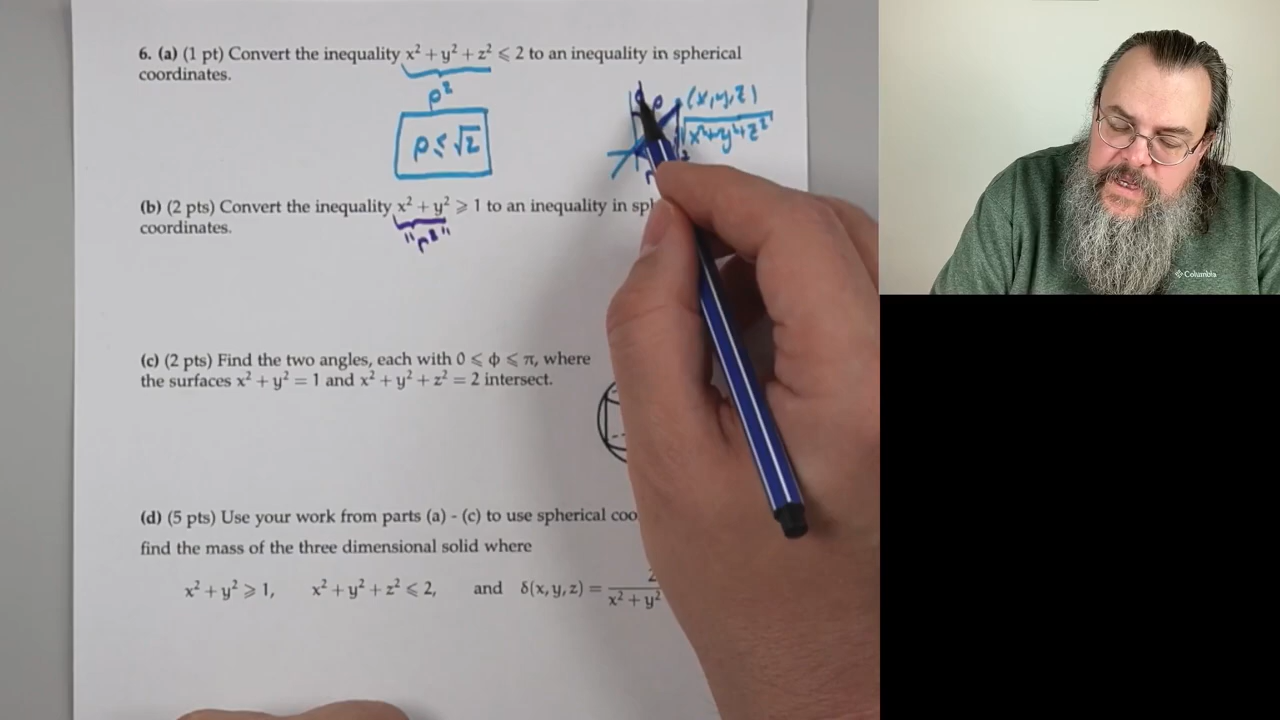 6. (a) (1 pt) Convert the inequality x² + y² + z² ⩽ 2 to an inequality in spherical
coordinates.
ρ²
ρ ≤ √2
ρ
(x,y,z)
√x²+y²+z²
(b) (2 pts) Convert the inequality x² + y² ⩾ 1 to an inequality in
coordinates.
"r²"
(c) (2 pts) Find the two angles, each with 0 ⩽ ϕ ⩽ π, where
the surfaces x² + y² = 1 and x² + y² + z² = 2 intersect.
(d) (5 pts) Use your work from parts (a) - (c) to use spherical
find the mass of the three dimensional solid where
x² + y² ⩾ 1, x² + y² + z² ⩽ 2, and δ(x, y, z) = 2 / x² + y²
Columbia